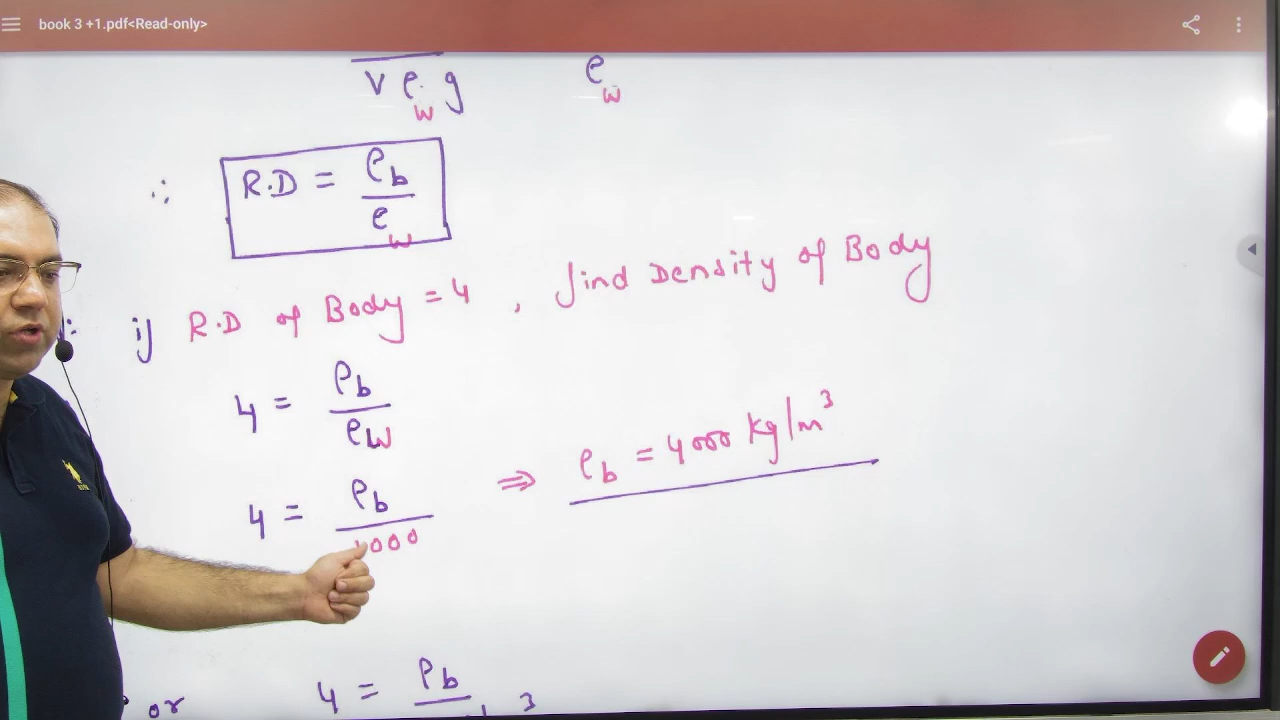 book 3 +1.pdf<Read-only>
V ρw g ρw
∴ R.D = ρb / ρw
if R.D of Body = 4 , find Density of Body
4 = ρb / ρw
4 = ρb / 1000 ⇒ ρb = 4000 kg/m³
or 4 = ρb
3